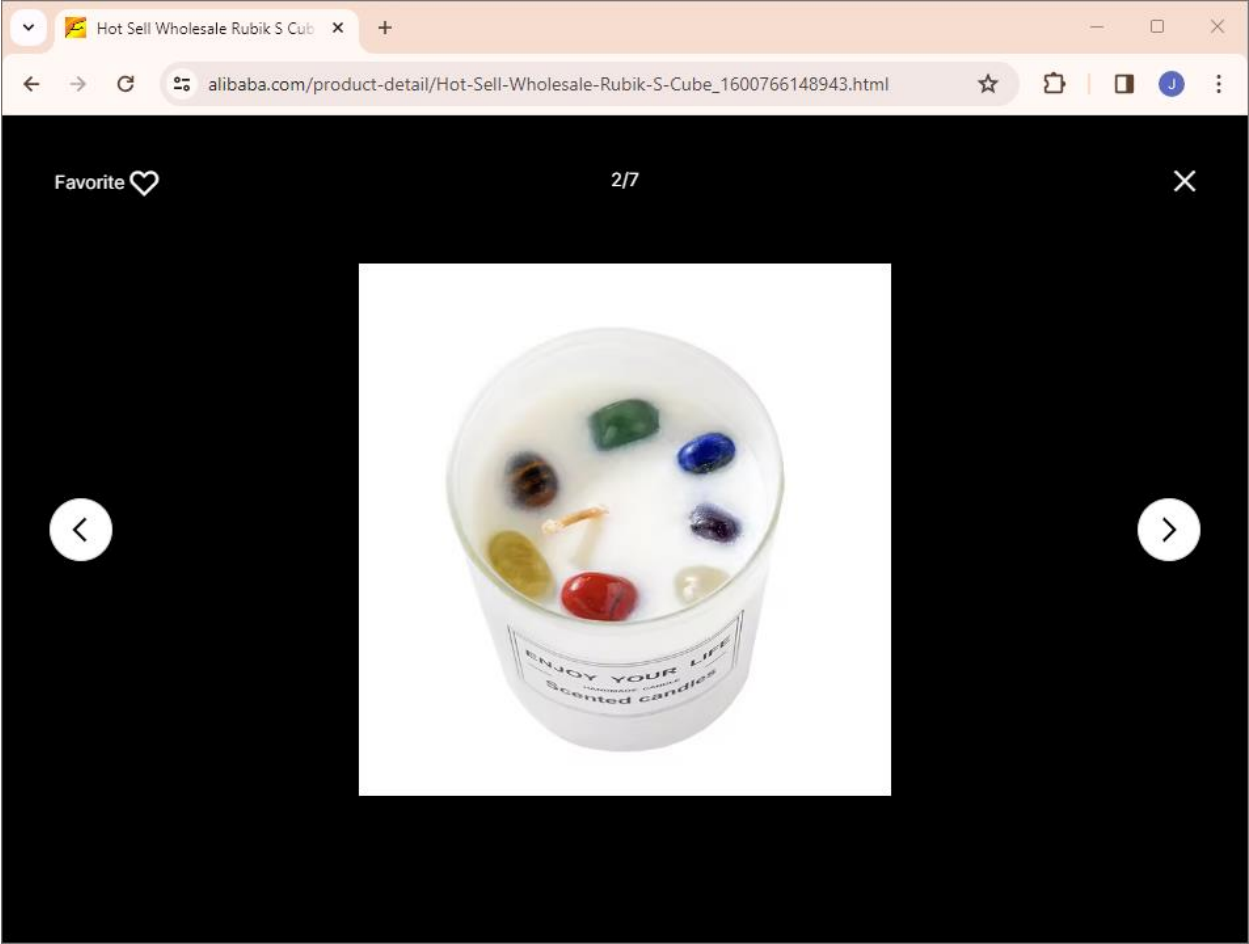 Hot Sell Wholesale Rubik S Cub
alibaba.com/product-detail/Hot-Sell-Wholesale-Rubik-S-Cube_1600766148943.html
J
Favorite
2/7
ENJOY YOUR LIFE
HANDMADE CANDLE
Scented candles